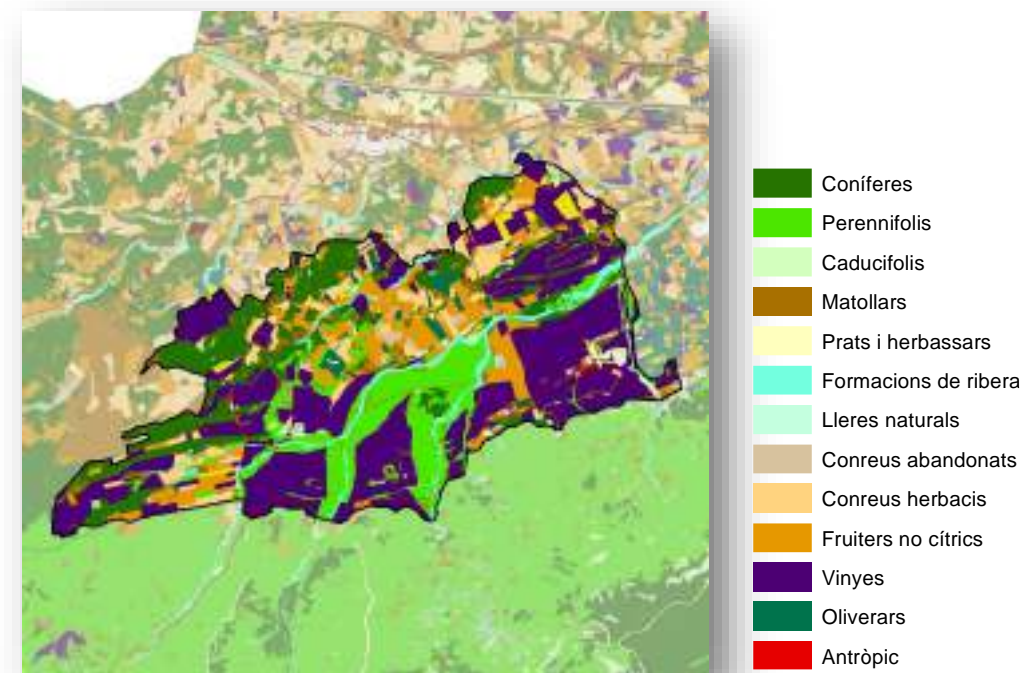 Coníferes
Perennifolis
Caducifolis
Matollars
Prats i herbassars
Formacions de ribera
Lleres naturals
Conreus abandonats
Conreus herbacis
Fruiters no cítrics
Vinyes
Oliverars
Antròpic